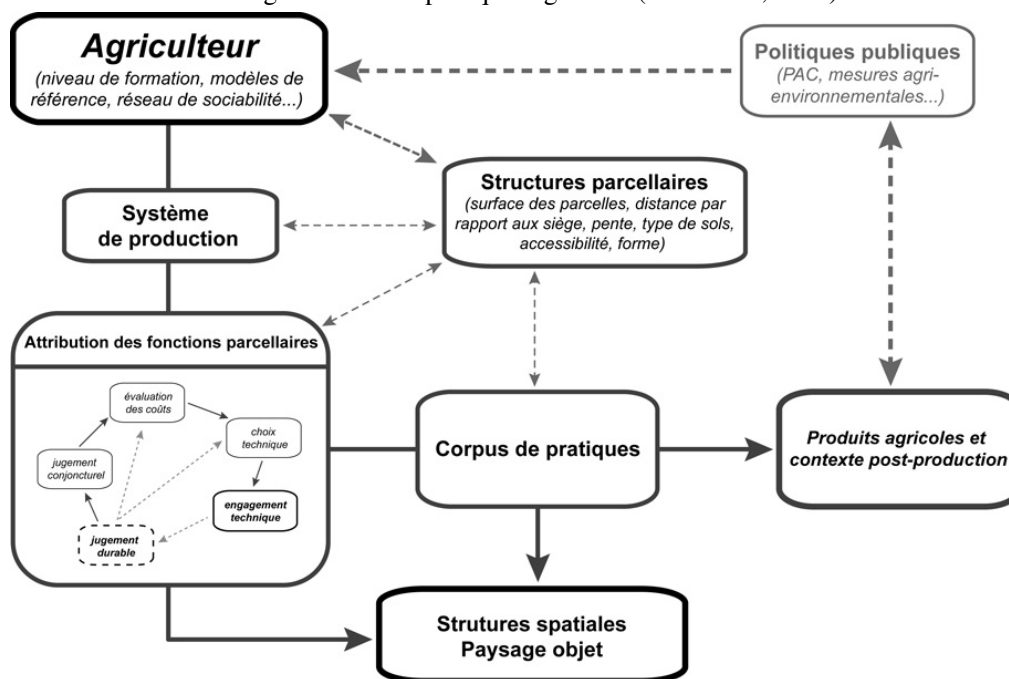 Agriculteur
(niveau de formation, modèles de
référence, réseau de sociabilité...)
Politiques publiques
(PAC, mesures agri-
environnementales...)
Structures parcellaires
(surface des parcelles, distance par
rapport aux siège, pente, type de sols,
accessibilité, forme)
Système
de production
Attribution des fonctions parcellaires
évaluation
des coûts
choix
technique
jugement
conjoncturel
engagement
technique
jugement
durable
Corpus de pratiques
Produits agricoles et
contexte post-production
Strutures spatiales
Paysage objet